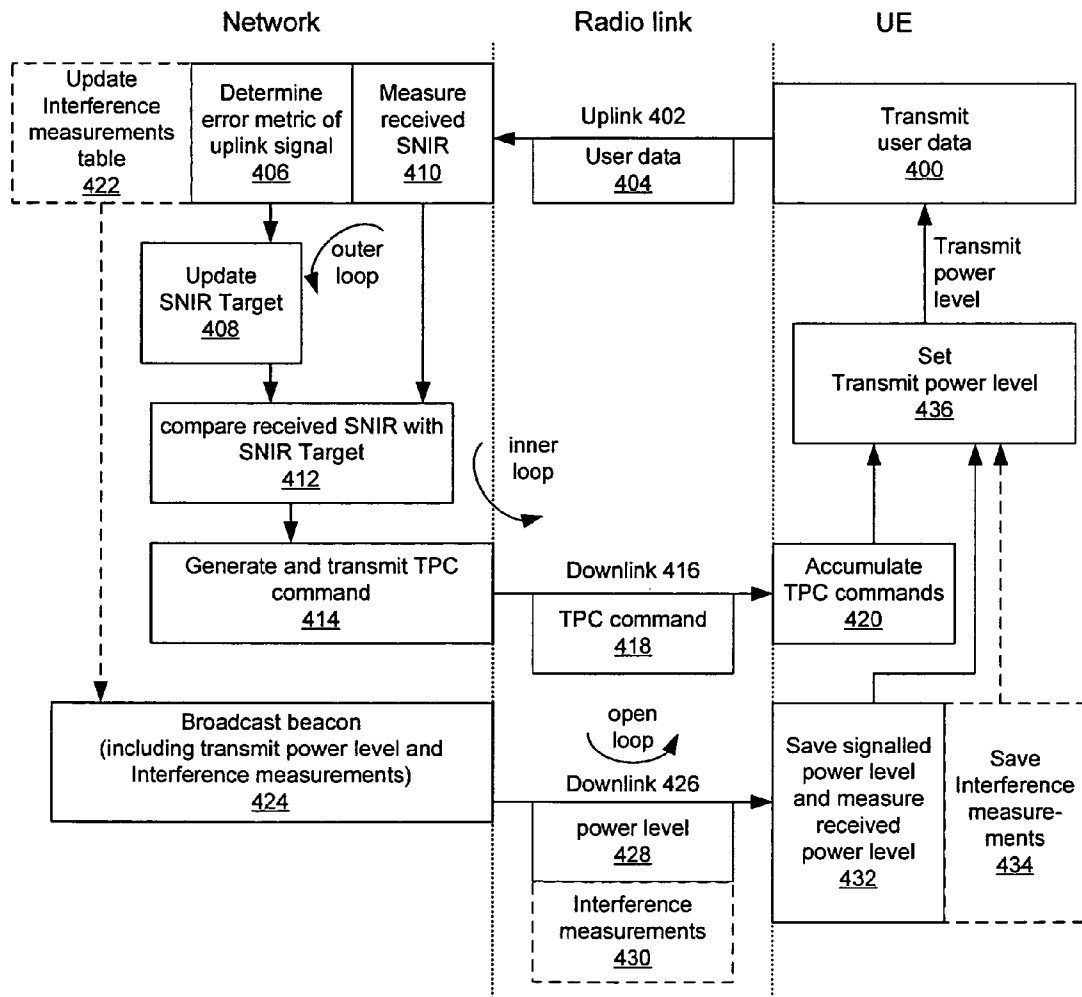 Network
Radio link
UE
Update
Interference
measurements
table
422
Determine
error metric of
uplink signal
406
Measure
received
SNIR
410
Uplink 402
User data
404
Transmit
user data
400
outer
loop
Update
SNIR Target
408
Transmit
power
level
Set
Transmit power level
436
compare received SNIR with
SNIR Target
412
inner
loop
Generate and transmit TPC
command
414
Downlink 416
TPC command
418
Accumulate
TPC commands
420
Broadcast beacon
(including transmit power level and
Interference measurements)
424
open
loop
Downlink 426
power level
428
Interference
measurements
430
Save signalled
power level
and measure
received
power level
432
Save
Interference
measure-
ments
434